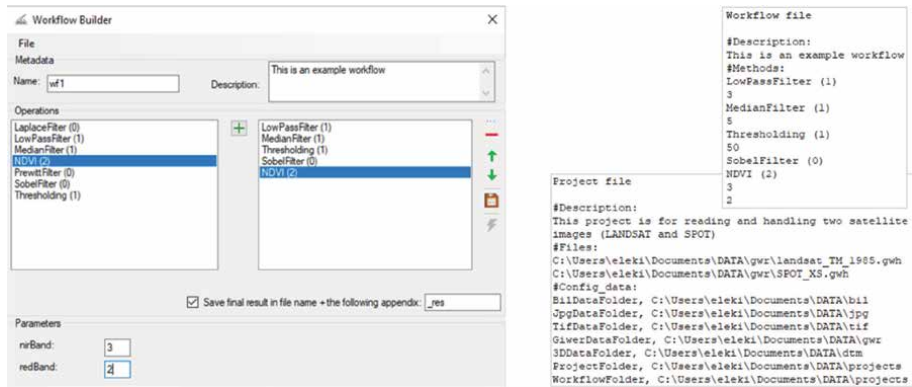 Workflow Builder
File
Metadata
Name: wf1
Description: This is an example workflow
Operations
LaplaceFilter (0)
LowPassFilter (1)
MedianFilter (1)
NDVI (2)
PrewittFilter (0)
SobelFilter (0)
Thresholding (1)
LowPassFilter (1)
MedianFilter (1)
Thresholding (1)
SobelFilter (0)
NDVI (2)
Save final result in file name + the following appendix: _res
Parameters
nirBand: 3
redBand: 2
Workflow file
#Description:
This is an example workflow
#Methods:
LowPassFilter (1)
3
MedianFilter (1)
5
Thresholding (1)
50
SobelFilter (0)
NDVI (2)
3
2
Project file
#Description:
This project is for reading and handling two satellite
images (LANDSAT and SPOT)
#Files:
C:\Users\eleki\Documents\DATA\gwr\landsat_TM_1985.gwh
C:\Users\eleki\Documents\DATA\gwr\SPOT_XS.gwh
#Config_data:
BilDataFolder, C:\Users\eleki\Documents\DATA\bil
JpgDataFolder, C:\Users\eleki\Documents\DATA\jpg
TifDataFolder, C:\Users\eleki\Documents\DATA\tif
GiwerDataFolder, C:\Users\eleki\Documents\DATA\gwr
3DDataFolder, C:\Users\eleki\Documents\DATA\dtm
ProjectFolder, C:\Users\eleki\Documents\DATA\projects
WorkflowFolder, C:\Users\eleki\Documents\DATA\projects